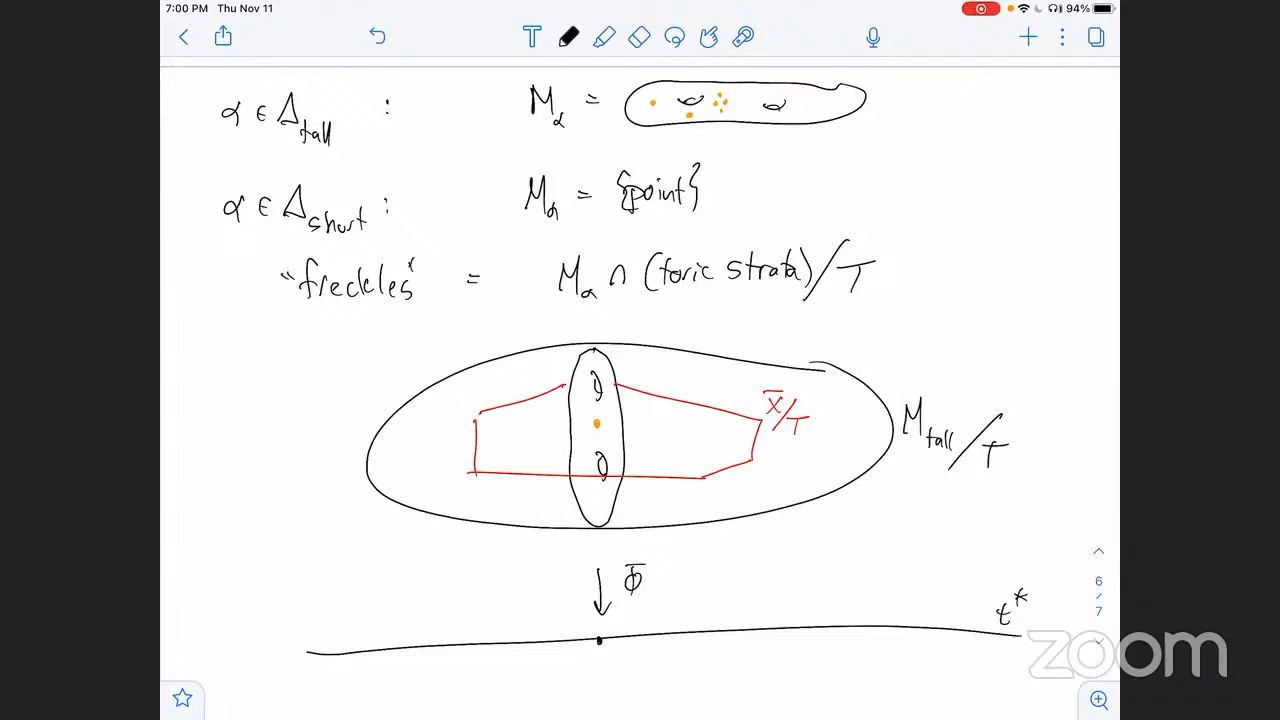 7:00 PM Thu Nov 11
94%
α ∈ Δ_tall : M_α =
α ∈ Δ_short : M_α = {point}
"freckles" = M_α ∩ (toric strata)/T
X̄/T
M_tall/T
Φ̄
t*
6
/
7
zoom